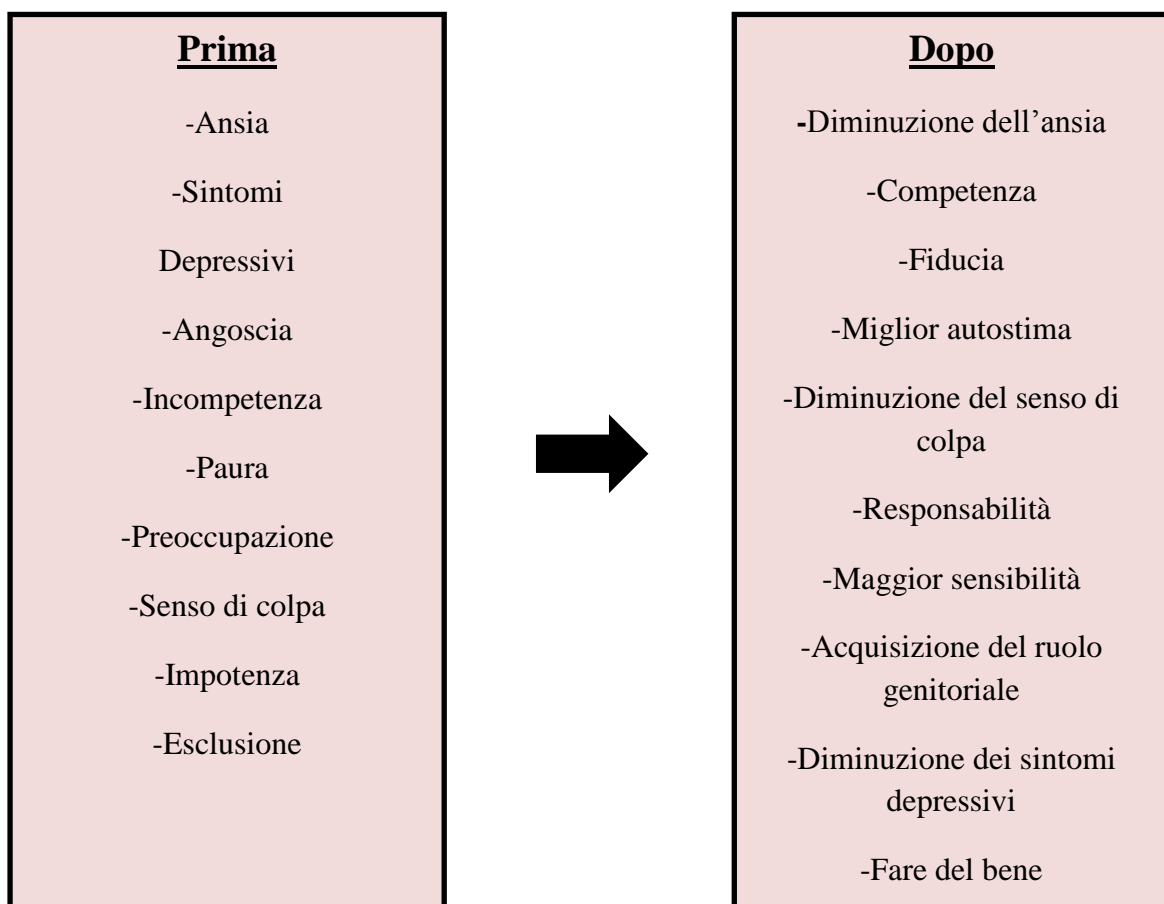 Prima
-Ansia
-Sintomi
Depressivi
-Angoscia
-Incompetenza
-Paura
-Preoccupazione
-Senso di colpa
-Impotenza
-Esclusione
Dopo
-Diminuzione dell’ansia
-Competenza
-Fiducia
-Miglior autostima
-Diminuzione del senso di
colpa
-Responsabilità
-Maggior sensibilità
-Acquisizione del ruolo
genitoriale
-Diminuzione dei sintomi
depressivi
-Fare del bene